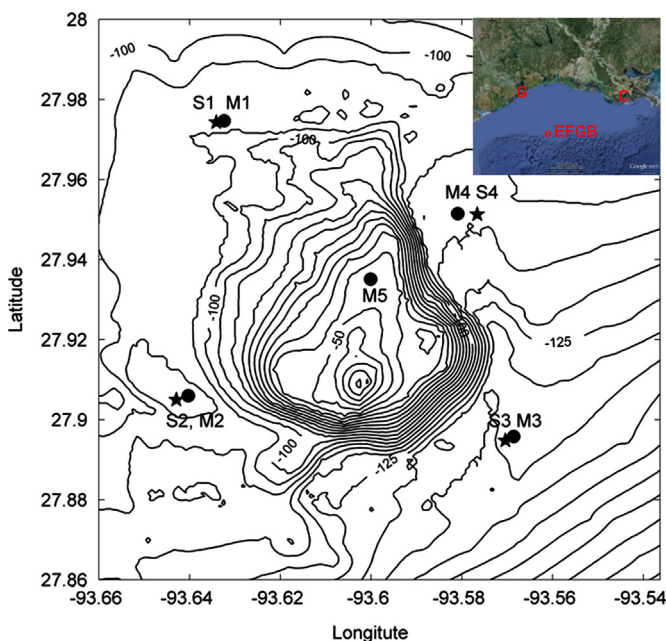 28
27.98
27.96
27.94
27.92
27.9
27.88
27.86
Latitude
-93.66
-93.64
-93.62
-93.6
-93.58
-93.56
-93.54
Longitute
-100
-100
S1 M1
-100
M4 S4
M5
-100
-50
-125
S2, M2
S3 M3
-100
-125
C
EFGB
Google